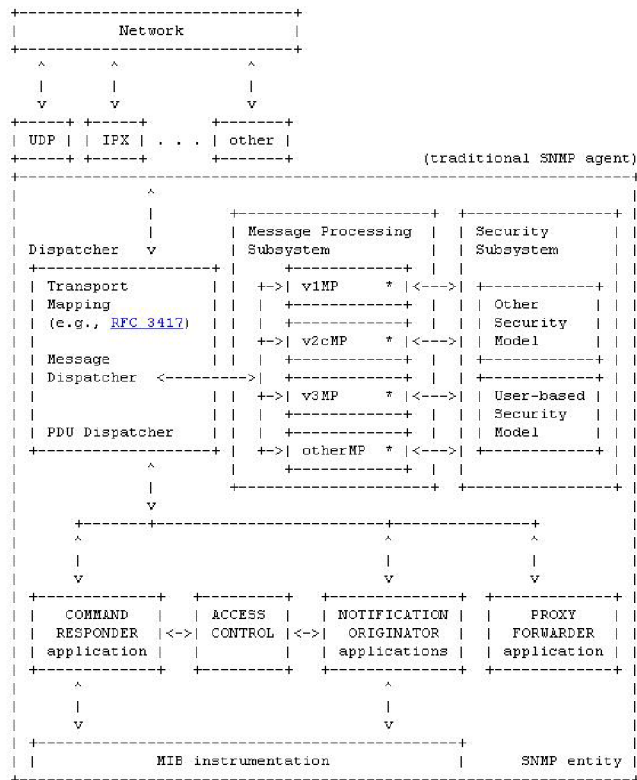 Network
UDP IPX . . . other
(traditional SNMP agent)
Message Processing Security
Dispatcher Subsystem Subsystem
Transport v1MP *
Mapping Other
(e.g., RFC 3417) Security
v2cMP * Model
Message
Dispatcher
v3MP * User-based
Security
PDU Dispatcher Model
otherMP *
COMMAND ACCESS NOTIFICATION PROXY
RESPONDER CONTROL ORIGINATOR FORWARDER
application applications application
MIB instrumentation SNMP entity